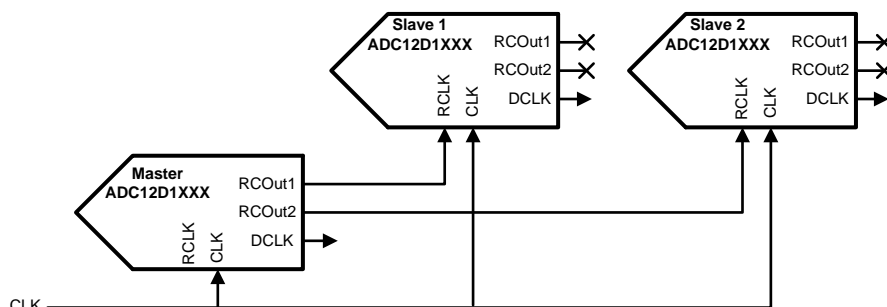 Slave 1
ADC12D1XXX
RCOut1
RCOut2
DCLK
RCLK
CLK
Slave 2
ADC12D1XXX
RCOut1
RCOut2
DCLK
RCLK
CLK
Master
ADC12D1XXX
RCOut1
RCOut2
DCLK
RCLK
CLK
CLK